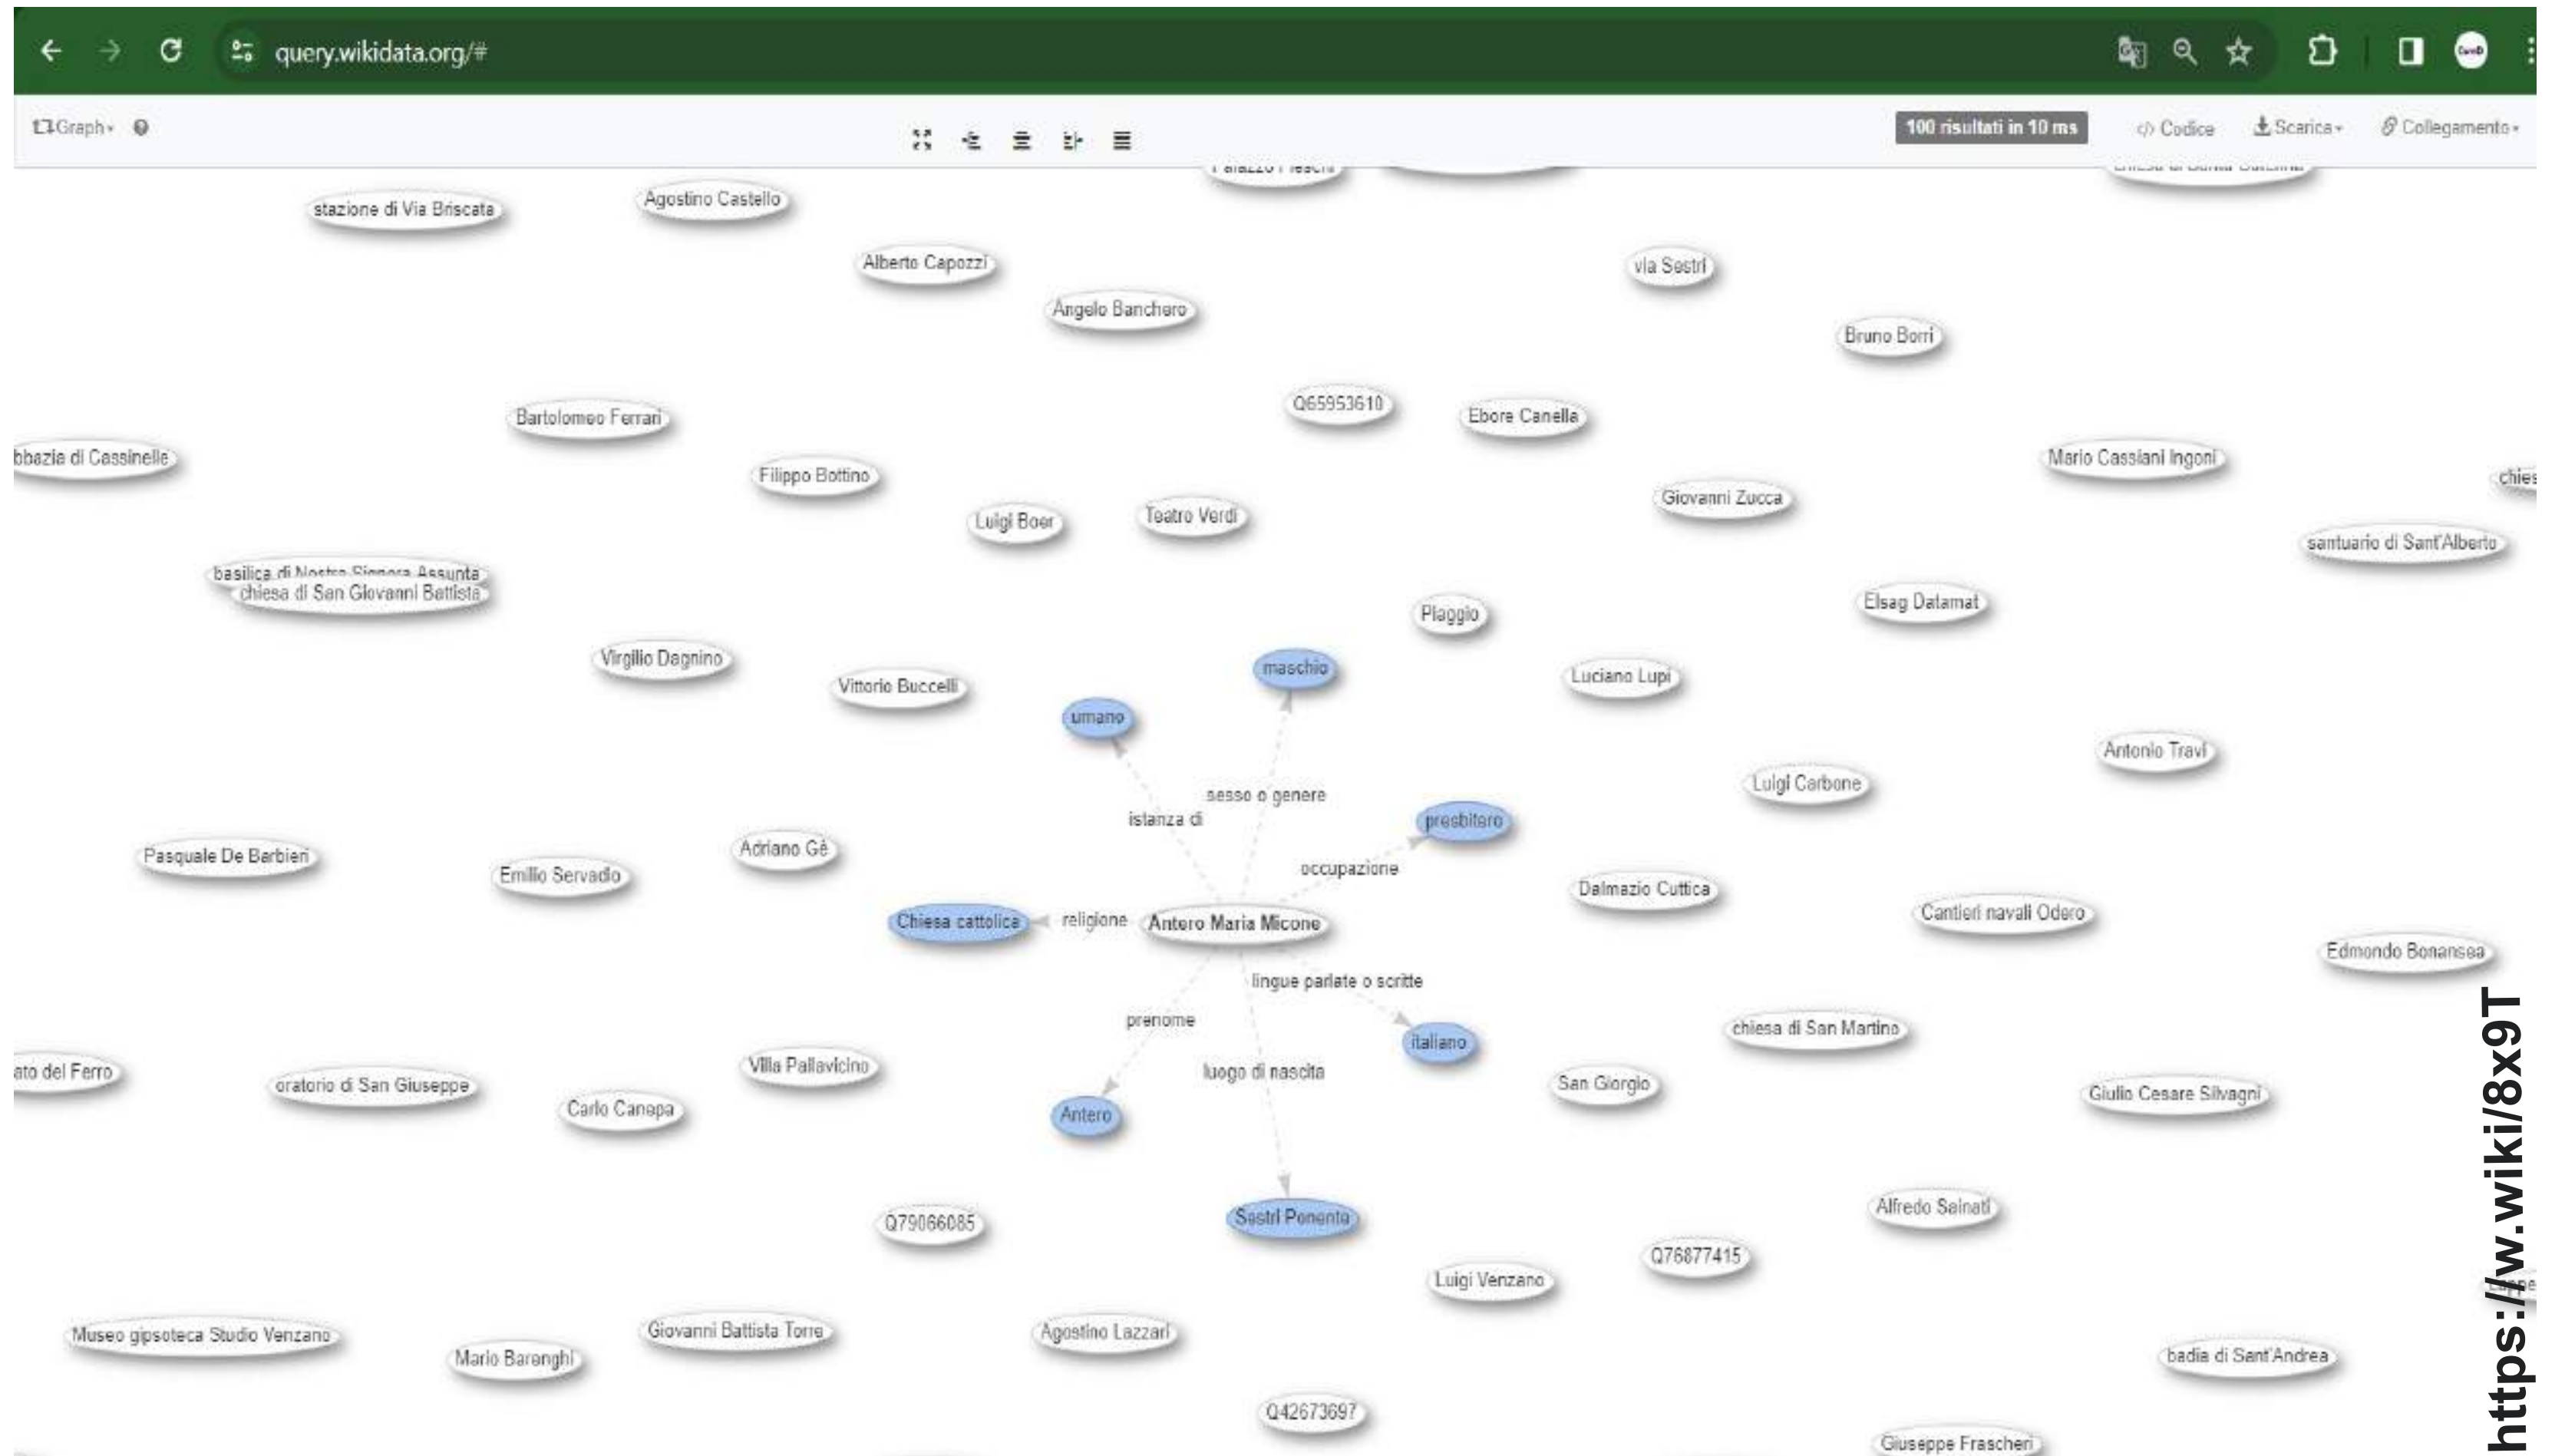 query.wikidata.org/#
Graph
100 risultati in 10 ms
Codice
Scarica
Collegamento
stazione di Via Briscata
Agostino Castello
Alberto Capozzi
via Sestri
Angelo Banchero
Bruno Borri
Q65953610
Bartolomeo Ferrari
Ebore Canella
bbazia di Cassinelle
Mario Cassiani Ingoni
Filippo Bottino
chies
Giovanni Zucca
Luigi Boer
Teatro Verdi
santuario di Sant'Alberto
basilica di Nostra Signora Assunta
chiesa di San Giovanni Battista
Elsag Datamat
Piaggio
Virgilio Dagnino
maschio
Luciano Lupi
Vittorio Buccelli
umano
Antonio Travi
Luigi Carbone
sesso o genere
istanza di
presbitero
Adriano Gè
Pasquale De Barbieri
occupazione
Emilio Servadio
Dalmazio Cuttica
Cantieri navali Odero
Chiesa cattolica
religione
Antero Maria Micone
Edmondo Bonansea
lingue parlate o scritte
prenome
chiesa di San Martino
italiano
Villa Pallavicino
luogo di nascita
ato del Ferro
oratorio di San Giuseppe
San Giorgio
Giulio Cesare Silvagni
Carlo Canepa
Antero
Alfredo Sainati
Sestri Ponente
Q79066085
Q76877415
Luigi Venzano
Museo gipsoteca Studio Venzano
Giovanni Battista Torre
Agostino Lazzari
Mario Barenghi
badia di Sant'Andrea
Q42673697
Giuseppe Frascheri
https://w.wiki/8x9T